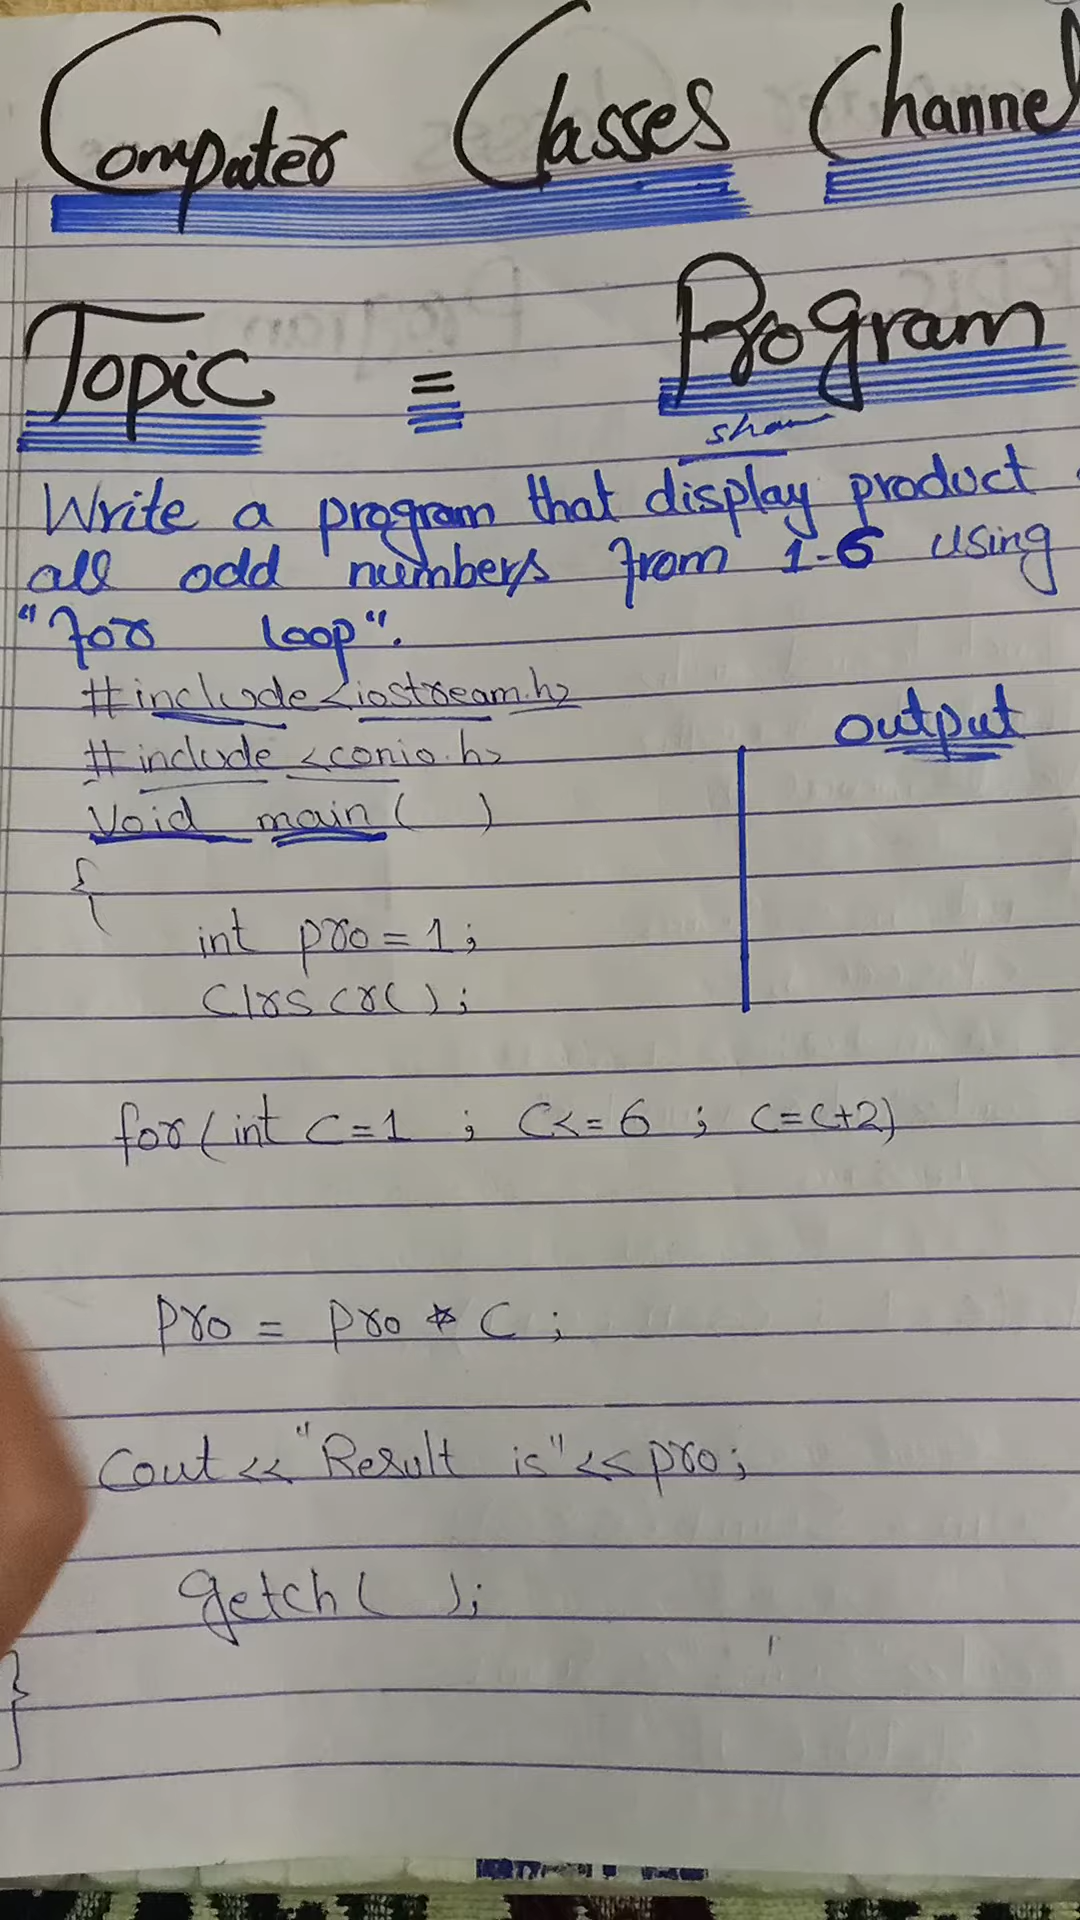 Computer Classes Channel
Topic = Program
show
Write a program that display product
all odd numbers from 1-6 using
"for loop".
#include<iostream.h>
#include <conio.h>
output
Void main( )
{
int pro=1;
Clrscr();
for(int C=1 ; C<=6 ; C=C+2)
pro = pro * C ;
Cout<<"Result is"<<pro;
getch( );
}